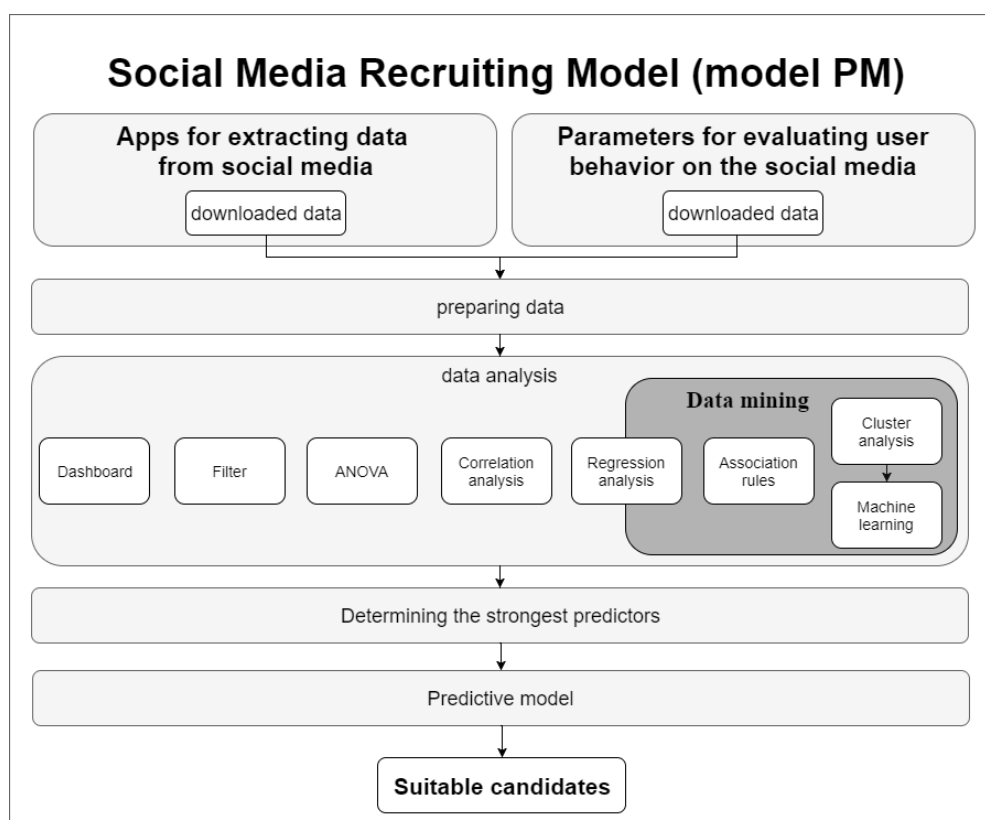 Social Media Recruiting Model (model PM)
Apps for extracting data
from social media
downloaded data
Parameters for evaluating user
behavior on the social media
downloaded data
preparing data
data analysis
Data mining
Dashboard
Filter
ANOVA
Correlation
analysis
Regression
analysis
Association
rules
Cluster
analysis
Machine
learning
Determining the strongest predictors
Predictive model
Suitable candidates